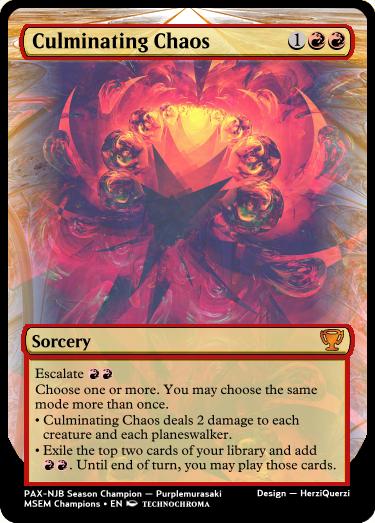 Culminating Chaos 1
Sorcery
Escalate
Choose one or more. You may choose the same
mode more than once.
• Culminating Chaos deals 2 damage to each
creature and each planeswalker.
• Exile the top two cards of your library and add
. Until end of turn, you may play those cards.
PAX-NJB Season Champion — Purplemurasaki Design — HerziQuerzi
MSEM Champions • EN TECHNOCHROMA